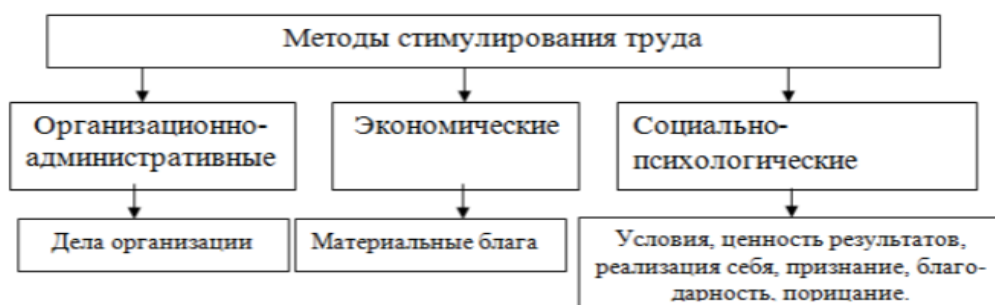 Методы стимулирования труда
Организационно-
административные
Экономические
Социально-
психологические
Дела организации
Материальные блага
Условия, ценность результатов,
реализация себя, признание, благо-
дарность, порицание.